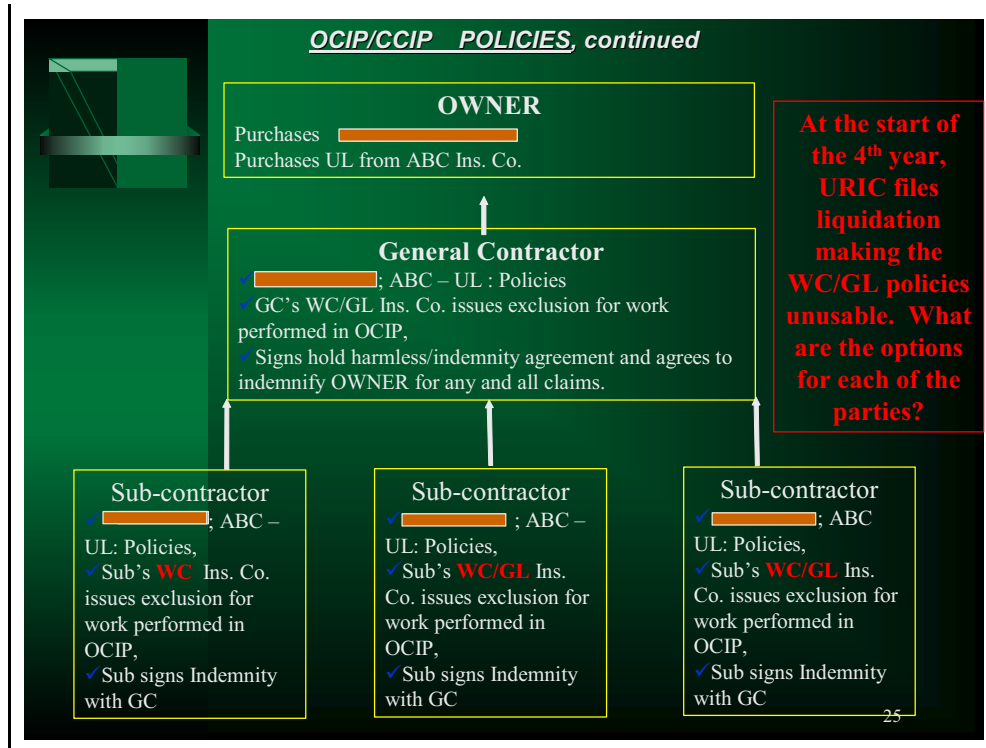 OCIP/CCIP POLICIES, continued
OWNER
Purchases
Purchases UL from ABC Ins. Co.
At the start of
the 4th year,
URIC files
liquidation
making the
WC/GL policies
unusable. What
are the options
for each of the
parties?
General Contractor
✓; ABC – UL : Policies
✓GC's WC/GL Ins. Co. issues exclusion for work
performed in OCIP,
✓Signs hold harmless/indemnity agreement and agrees to
indemnify OWNER for any and all claims.
Sub-contractor
✓; ABC –
UL: Policies,
✓Sub's WC Ins. Co.
issues exclusion for
work performed in
OCIP,
✓Sub signs Indemnity
with GC
Sub-contractor
✓; ABC –
UL: Policies,
✓Sub's WC/GL Ins.
Co. issues exclusion for
work performed in
OCIP,
✓Sub signs Indemnity
with GC
Sub-contractor
✓; ABC
UL: Policies,
✓Sub's WC/GL Ins.
Co. issues exclusion for
work performed in
OCIP,
✓Sub signs Indemnity
with GC
25